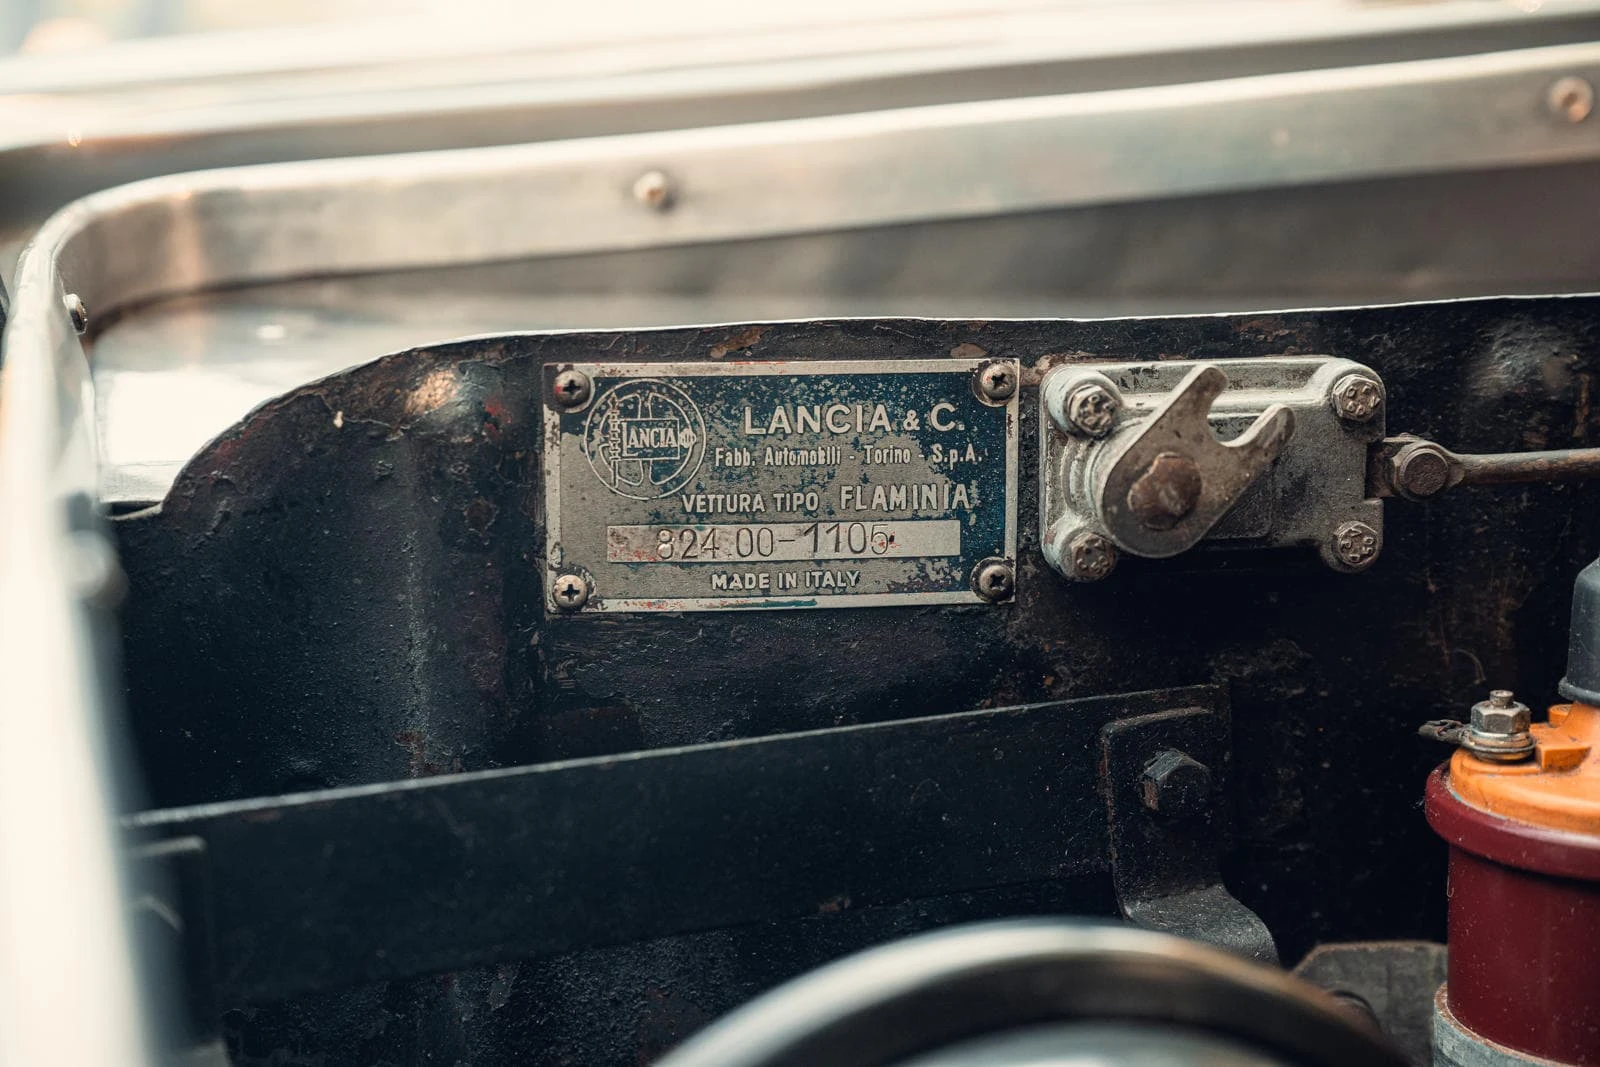 LANCIA
LANCIA & C.
Fabb. Automobili - Torino - S.p.A.
VETTURA TIPO FLAMINIA
824.00-1105
MADE IN ITALY